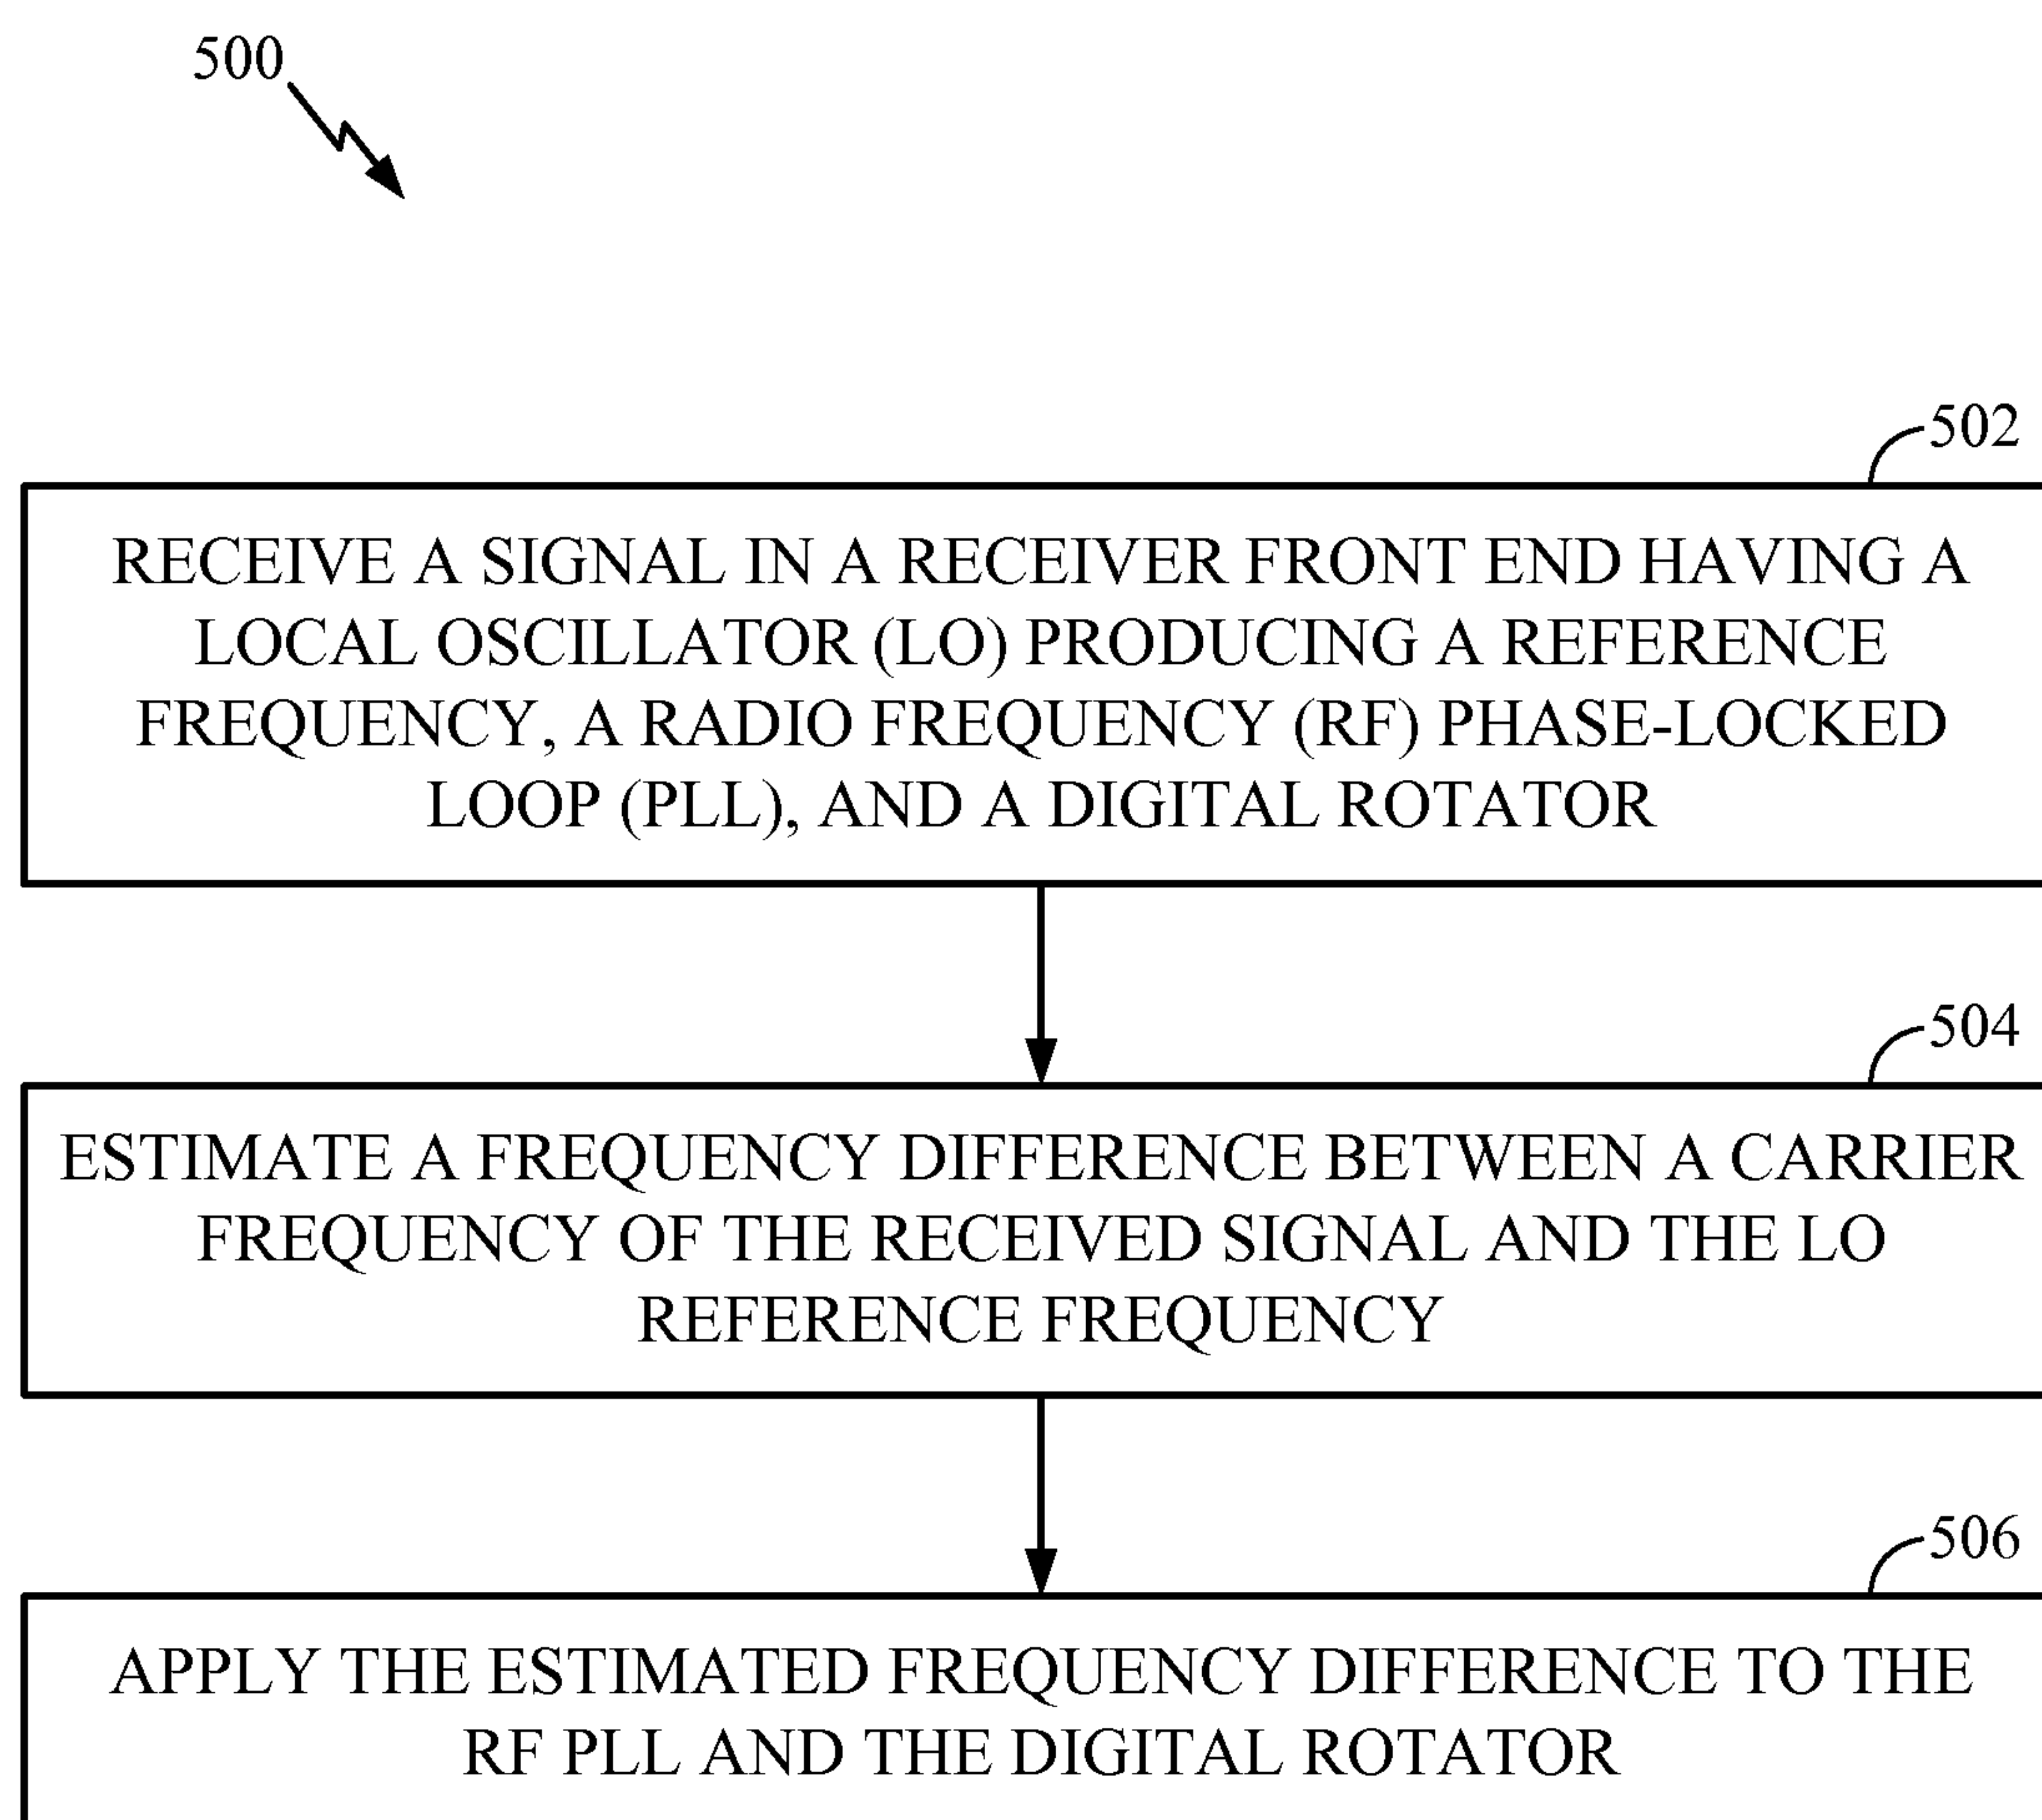 500
502
RECEIVE A SIGNAL IN A RECEIVER FRONT END HAVING A
LOCAL OSCILLATOR (LO) PRODUCING A REFERENCE
FREQUENCY, A RADIO FREQUENCY (RF) PHASE-LOCKED
LOOP (PLL), AND A DIGITAL ROTATOR
504
ESTIMATE A FREQUENCY DIFFERENCE BETWEEN A CARRIER
FREQUENCY OF THE RECEIVED SIGNAL AND THE LO
REFERENCE FREQUENCY
506
APPLY THE ESTIMATED FREQUENCY DIFFERENCE TO THE
RF PLL AND THE DIGITAL ROTATOR